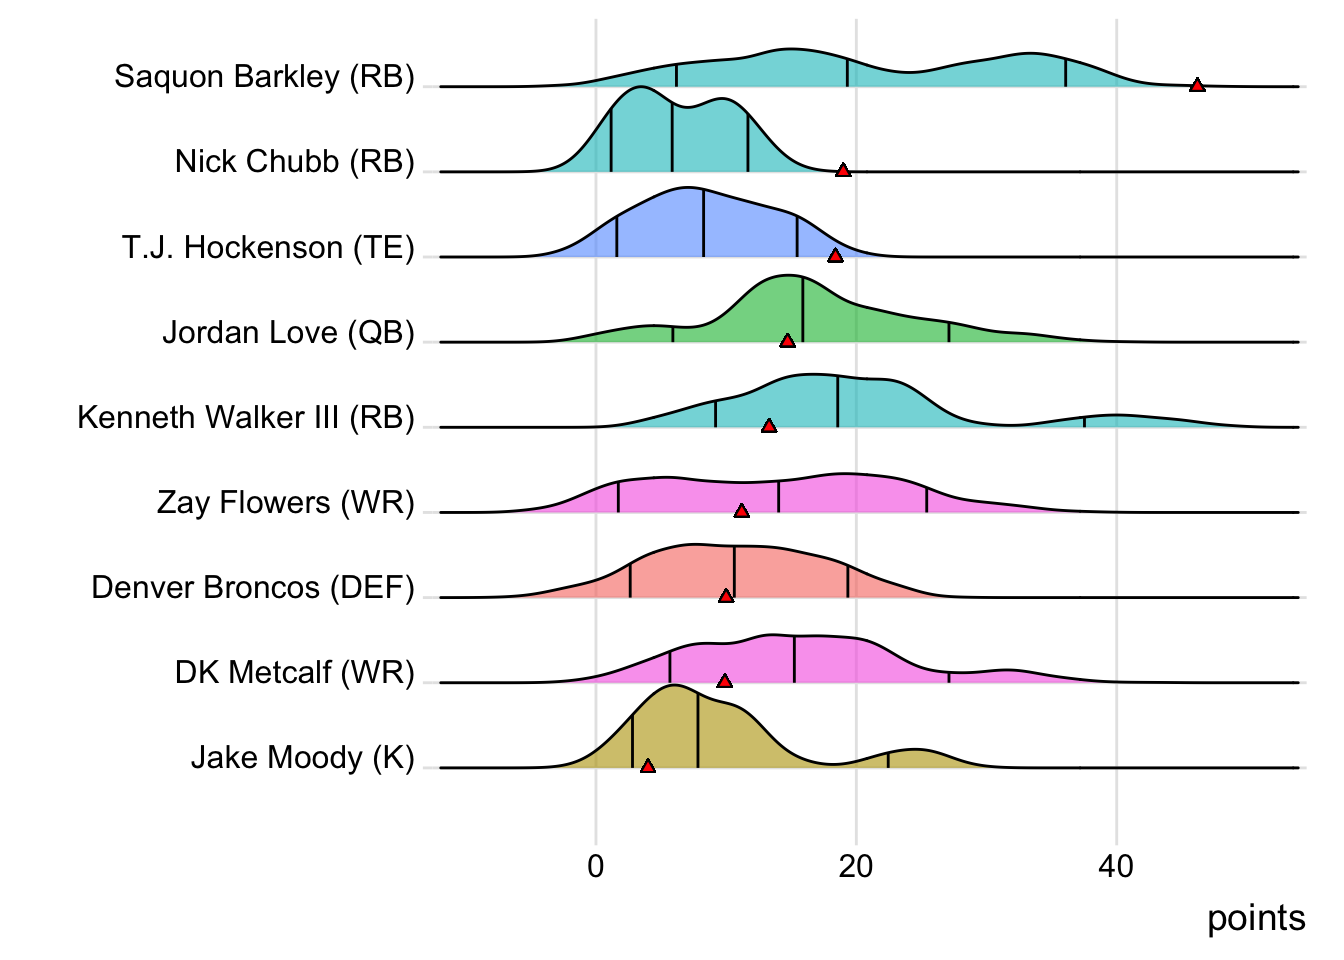 Saquon Barkley (RB)
Nick Chubb (RB)
T.J. Hockenson (TE)
Jordan Love (QB)
Kenneth Walker III (RB)
Zay Flowers (WR)
Denver Broncos (DEF)
DK Metcalf (WR)
Jake Moody (K)
0 20 40
points